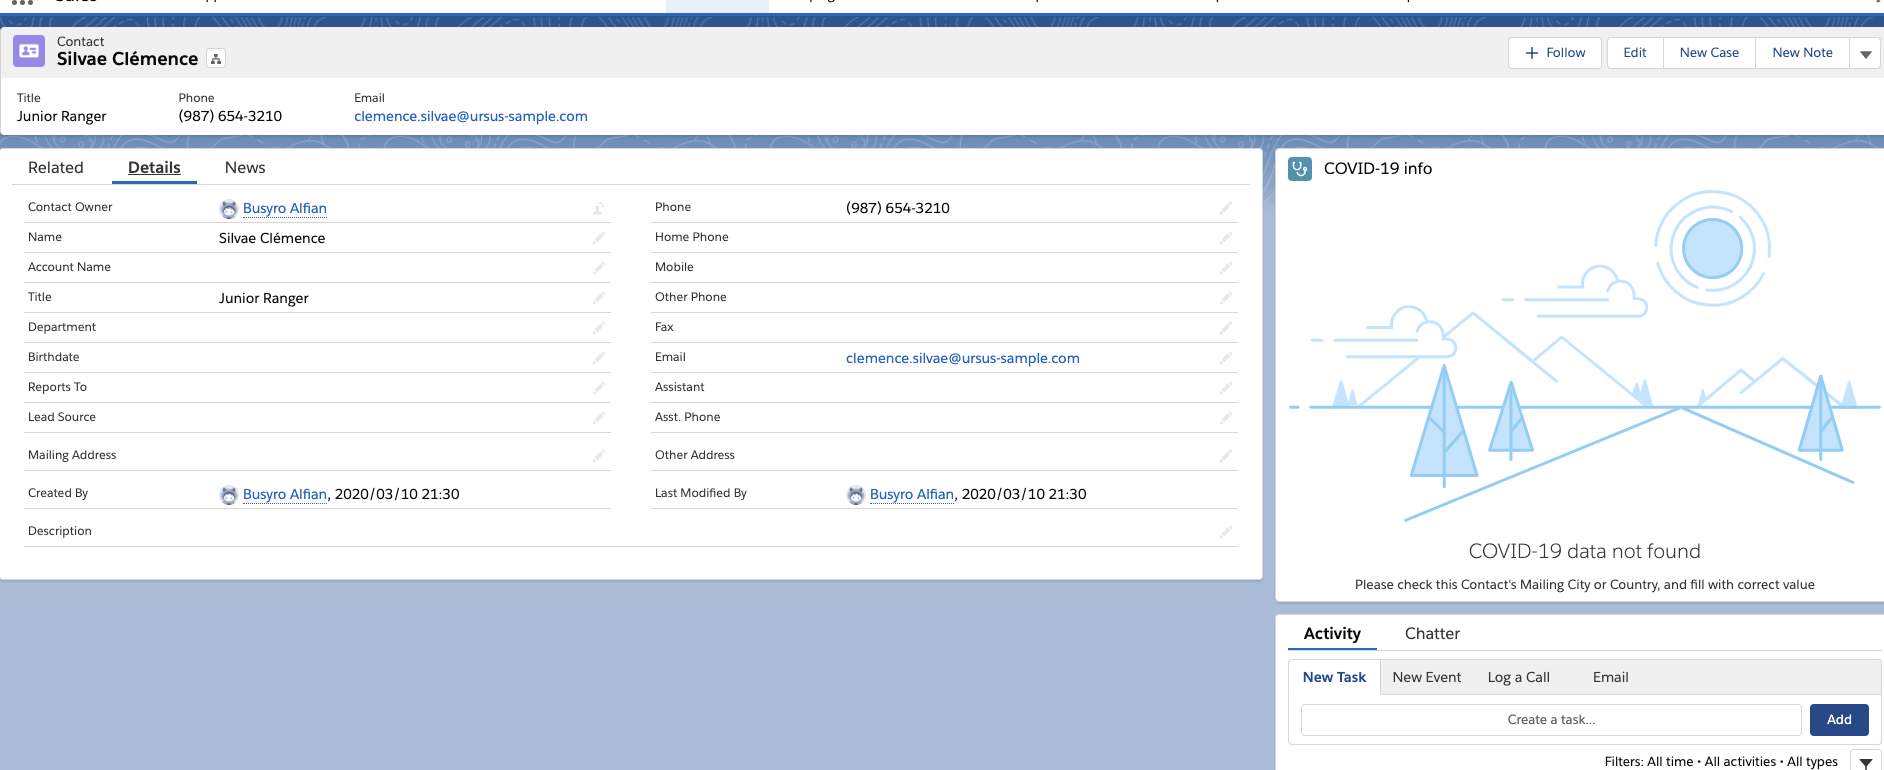 Contact
Silvae Clémence
Follow
Edit
New Case
New Note
Title
Phone
Email
Junior Ranger
(987) 654-3210
clemence.silvae@ursus-sample.com
Related
Details
News
Contact Owner
Busyro Alfian
Phone
(987) 654-3210
Name
Silvae Clémence
Home Phone
Account Name
Mobile
Title
Junior Ranger
Other Phone
Department
Fax
Birthdate
Email
clemence.silvae@ursus-sample.com
Reports To
Assistant
Lead Source
Asst. Phone
Mailing Address
Other Address
Created By
Busyro Alfian, 2020/03/10 21:30
Last Modified By
Busyro Alfian, 2020/03/10 21:30
Description
COVID-19 info
COVID-19 data not found
Please check this Contact's Mailing City or Country, and fill with correct value
Activity
Chatter
New Task
New Event
Log a Call
Email
Create a task...
Add
Filters: All time • All activities • All types